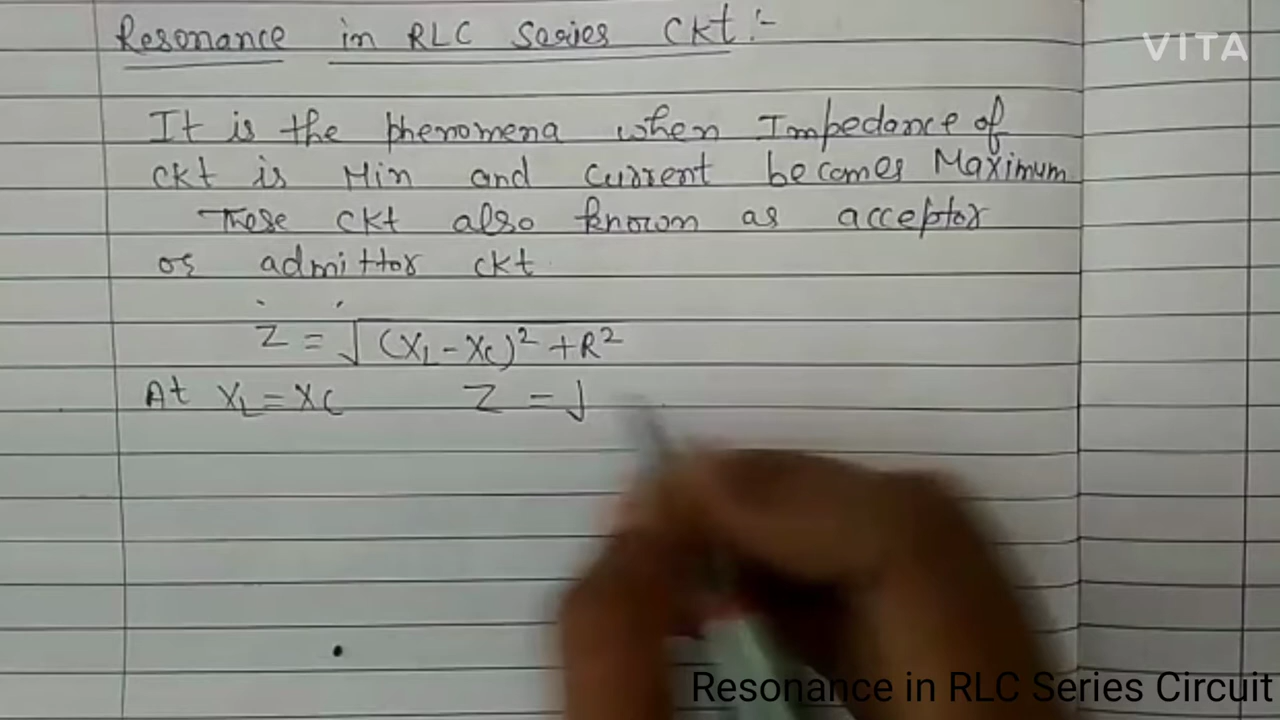 Resonance in RLC Series Ckt :-
VITA
It is the phenomena when Impedance of
ckt is Min and current becomes Maximum
These ckt also known as acceptor
or admittor ckt
Z = √(XL - XC)² + R²
At XL = XC Z = √
Resonance in RLC Series Circuit